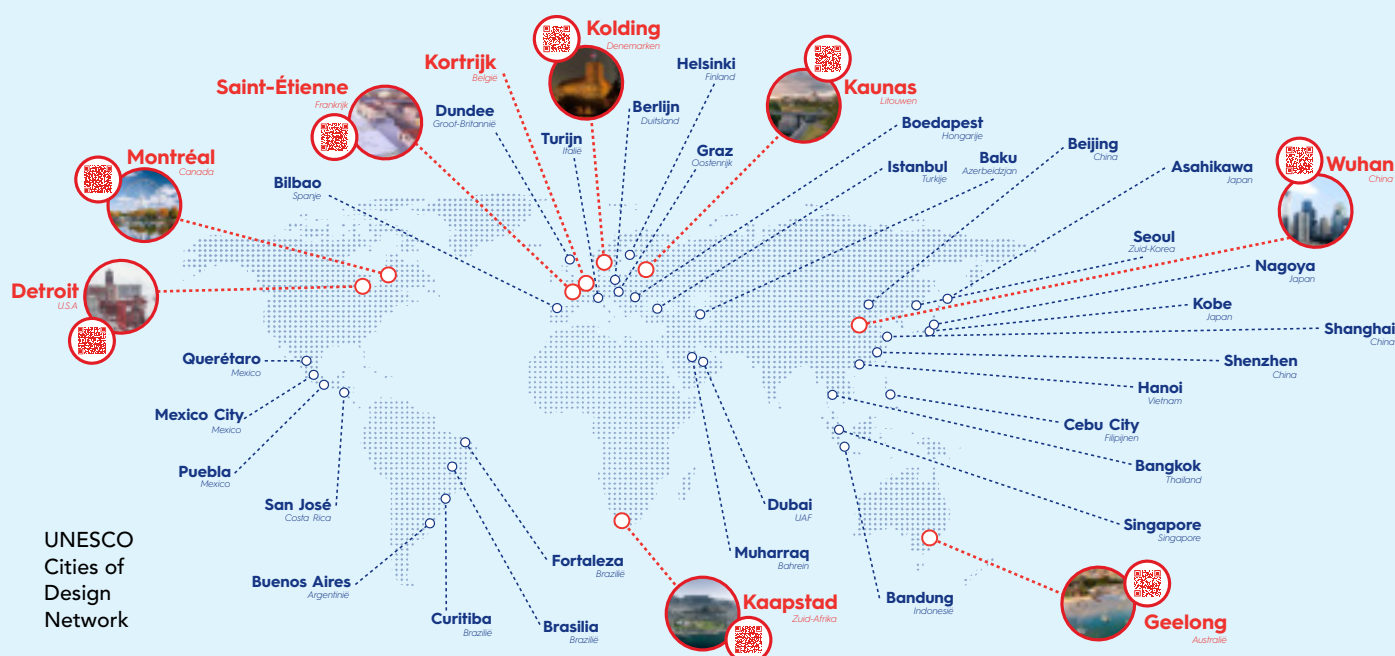 Kolding
Denemarken
Helsinki
Finland
Kortrijk
België
Kaunas
Litouwen
Saint-Étienne
Frankrijk
Dundee
Groot-Britannië
Berlijn
Duitsland
Boedapest
Hongarije
Turijn
Italië
Graz
Oostenrijk
Beijing
China
Montréal
Canada
Istanbul
Turkije
Baku
Azerbeidzjan
Asahikawa
Japan
Wuhan
China
Bilbao
Spanje
Seoul
Zuid-Korea
Nagoya
Japan
Detroit
U.S.A
Kobe
Japan
Shanghai
China
Querétaro
Mexico
Shenzhen
China
Hanoi
Vietnam
Mexico City
Mexico
Cebu City
Filipijnen
Puebla
Mexico
Bangkok
Thailand
San José
Costa Rica
Dubai
UAF
Singapore
Singapore
UNESCO
Cities of
Design
Network
Muharraq
Bahrein
Fortaleza
Brazilië
Buenos Aires
Argentinië
Bandung
Indonesië
Kaapstad
Zuid-Afrika
Curitiba
Brazilië
Brasilia
Brazilië
Geelong
Australië